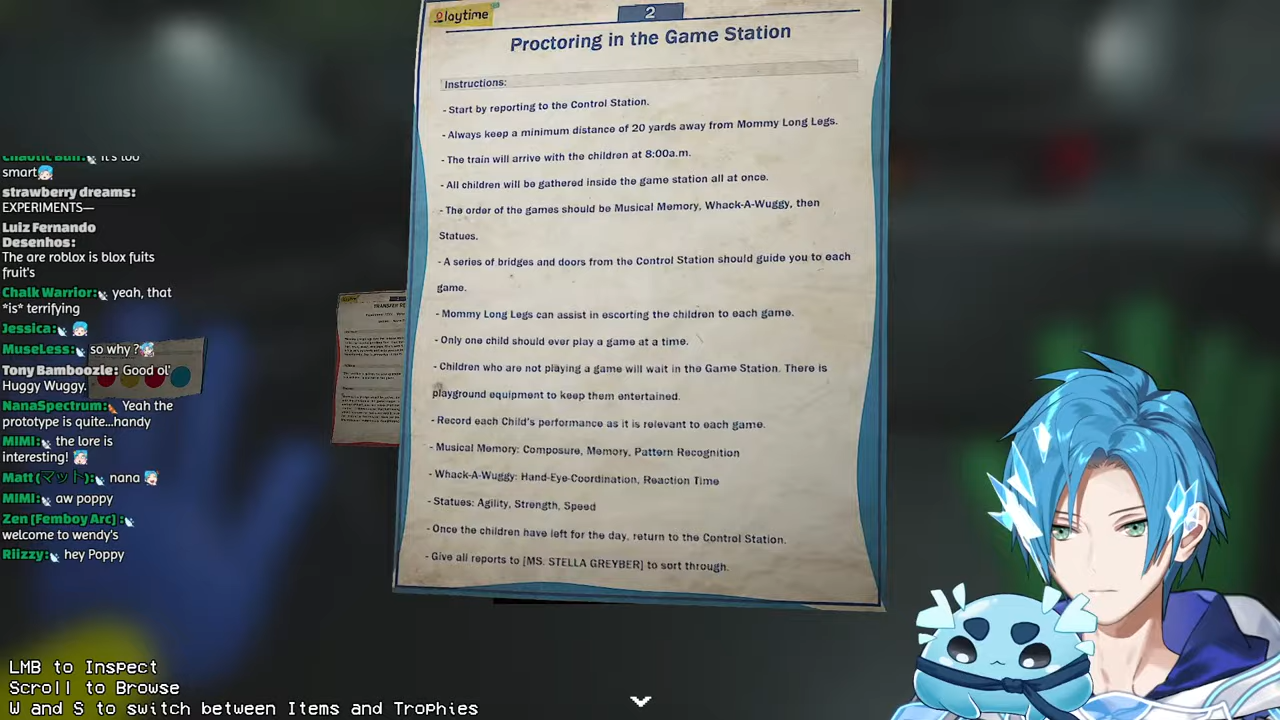 Playtime
2
Proctoring in the Game Station
Instructions:
- Start by reporting to the Control Station.
- Always keep a minimum distance of 20 yards away from Mommy Long Legs.
- The train will arrive with the children at 8:00a.m.
- All children will be gathered inside the game station all at once.
- The order of the games should be Musical Memory, Whack-A-Wuggy, then
Statues.
- A series of bridges and doors from the Control Station should guide you to each
game.
- Mommy Long Legs can assist in escorting the children to each game.
- Only one child should ever play a game at a time.
- Children who are not playing a game will wait in the Game Station. There is
playground equipment to keep them entertained.
- Record each Child's performance as it is relevant to each game.
- Musical Memory: Composure, Memory, Pattern Recognition
- Whack-A-Wuggy: Hand-Eye-Coordination, Reaction Time
- Statues: Agility, Strength, Speed
- Once the children have left for the day, return to the Control Station.
- Give all reports to [MS. STELLA GREYBER] to sort through.
Chaotic Bun: it's too
smart
strawberry dreams:
EXPERIMENTS—
Luiz Fernando
Desenhos:
The are roblox is blox fuits
fruit's
Chalk Warrior: yeah, that
*is* terrifying
Jessica:
MuseLess: so why ?
Tony Bamboozle: Good ol'
Huggy Wuggy.
NanaSpectrum: Yeah the
prototype is quite...handy
MIMI: the lore is
interesting!
Matt (マット): nana
MIMI: aw poppy
Zen [Femboy Arc] :
welcome to wendy's
Riizzy: hey Poppy
LMB to Inspect
Scroll to Browse
W and S to switch between Items and Trophies